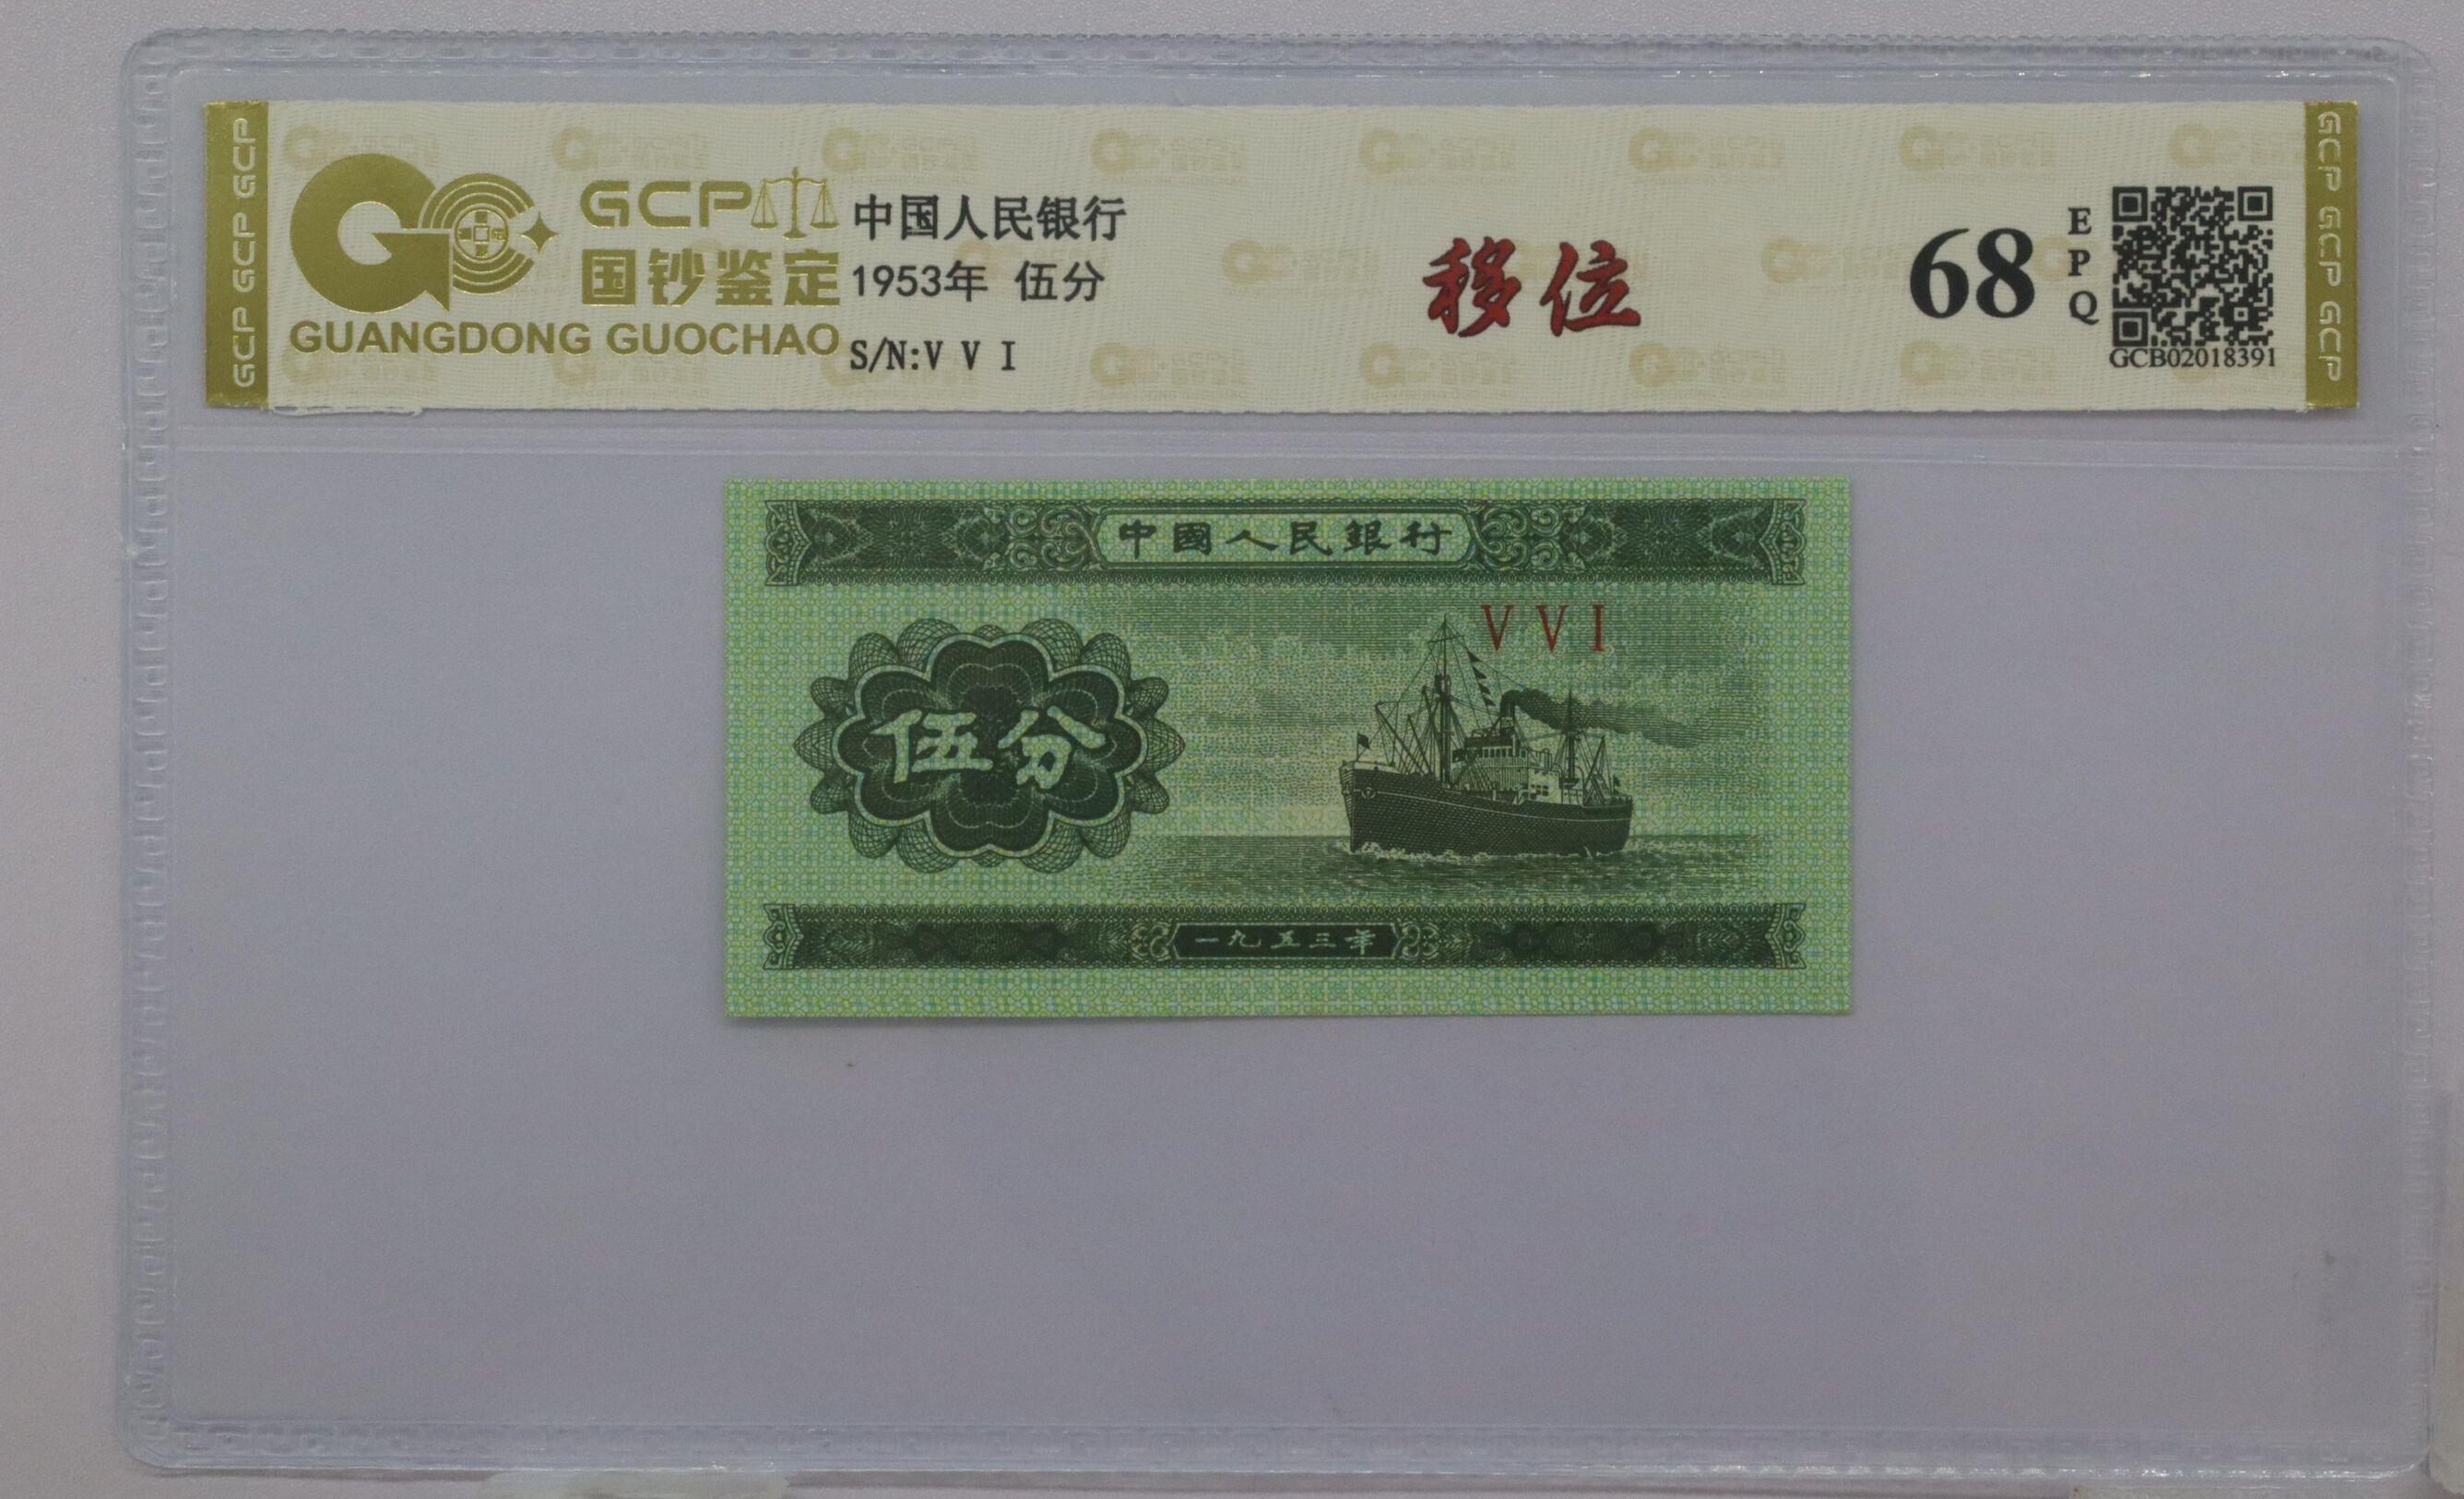 GCP GCP GCP
GCP
国钞鉴定
GUANGDONG GUOCHAO
中国人民银行
1953年 伍分
S/N:V V I
移位
68
EPQ
GCB02018391
GCP GCP GCP
中國人民銀行
V V I
伍分
一九五三年